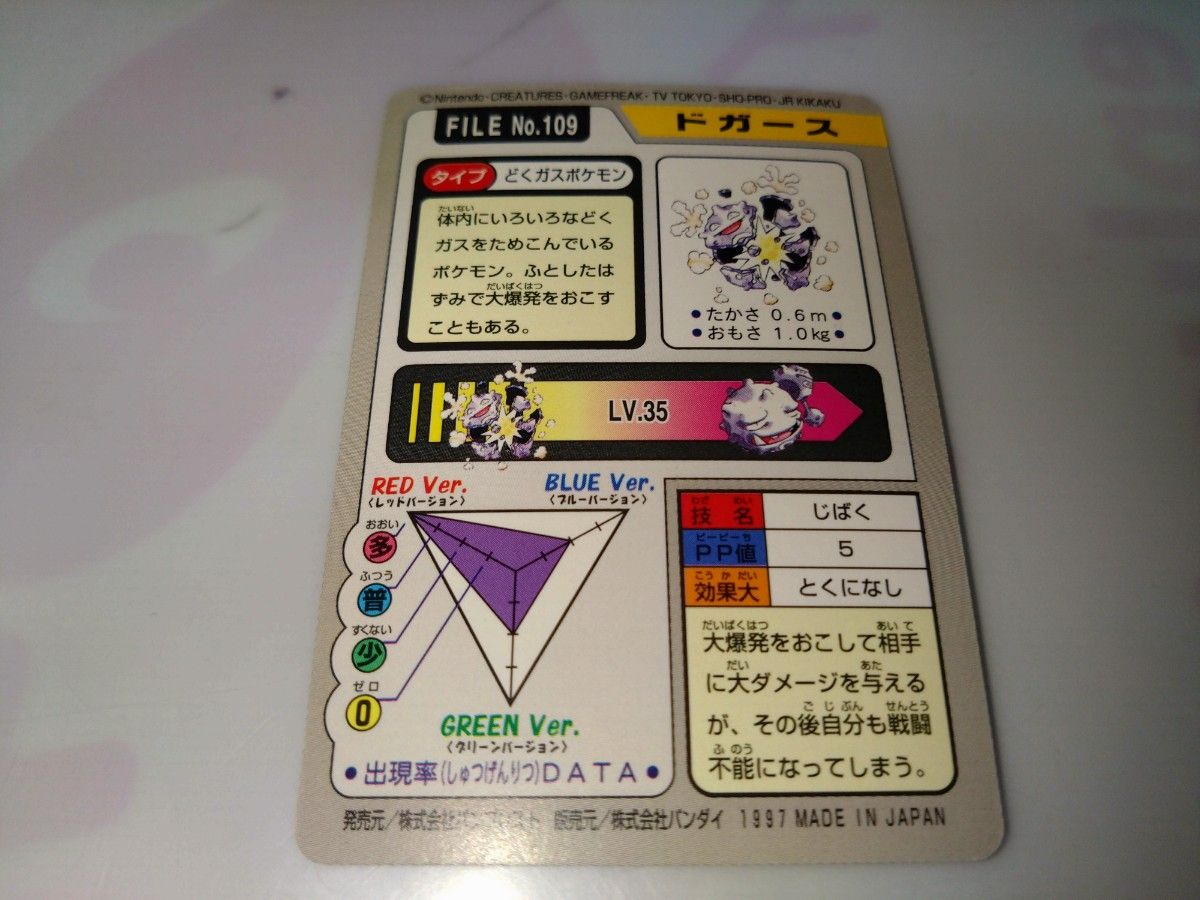 ©Nintendo・CREATURES・GAMEFREAK・TV TOKYO・SHO-PRO・JR KIKAKU
FILE No.109
ドガース
タイプ どくガスポケモン
たいない
体内にいろいろなどく
ガスをためこんでいる
ポケモン。ふとしたは
だいばくはつ
ずみで大爆発をおこす
こともある。
●たかさ 0.6m●
●おもさ 1.0kg●
LV.35
RED Ver.
〈レッドバージョン〉
BLUE Ver.
〈ブルーバージョン〉
おおい
多
ふつう
普
すくない
少
ゼロ
0
GREEN Ver.
〈グリーンバージョン〉
●出現率(しゅつげんりつ)DATA●
わざ めい
技名 じばく
ピーピーち
PP値 5
こうかだい
効果大 とくになし
だいばくはつ あいて
大爆発をおこして相手
だい あた
に大ダメージを与える
ごじぶん せんとう
が、その後自分も戦闘
ふのう
不能になってしまう。
発売元/株式会社 販売元/株式会社バンダイ 1997 MADE IN JAPAN